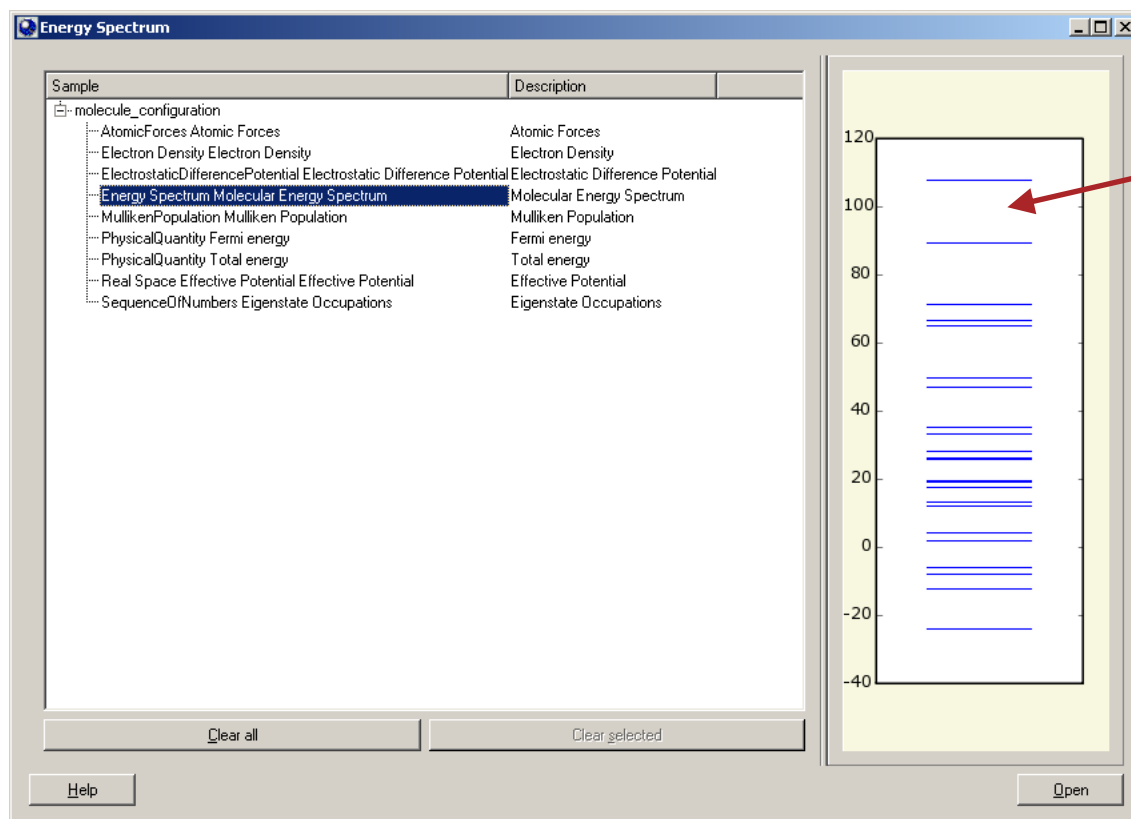 Energy Spectrum
Sample Description
molecule_configuration
AtomicForces Atomic Forces Atomic Forces
Electron Density Electron Density Electron Density
ElectrostaticDifferencePotential Electrostatic Difference Potential Electrostatic Difference Potential
Energy Spectrum Molecular Energy Spectrum Molecular Energy Spectrum
MullikenPopulation Mulliken Population Mulliken Population
PhysicalQuantity Fermi energy Fermi energy
PhysicalQuantity Total energy Total energy
Real Space Effective Potential Effective Potential Effective Potential
SequenceOfNumbers Eigenstate Occupations Eigenstate Occupations
Clear all Clear selected
120
100
80
60
40
20
0
-20
-40
Help Open